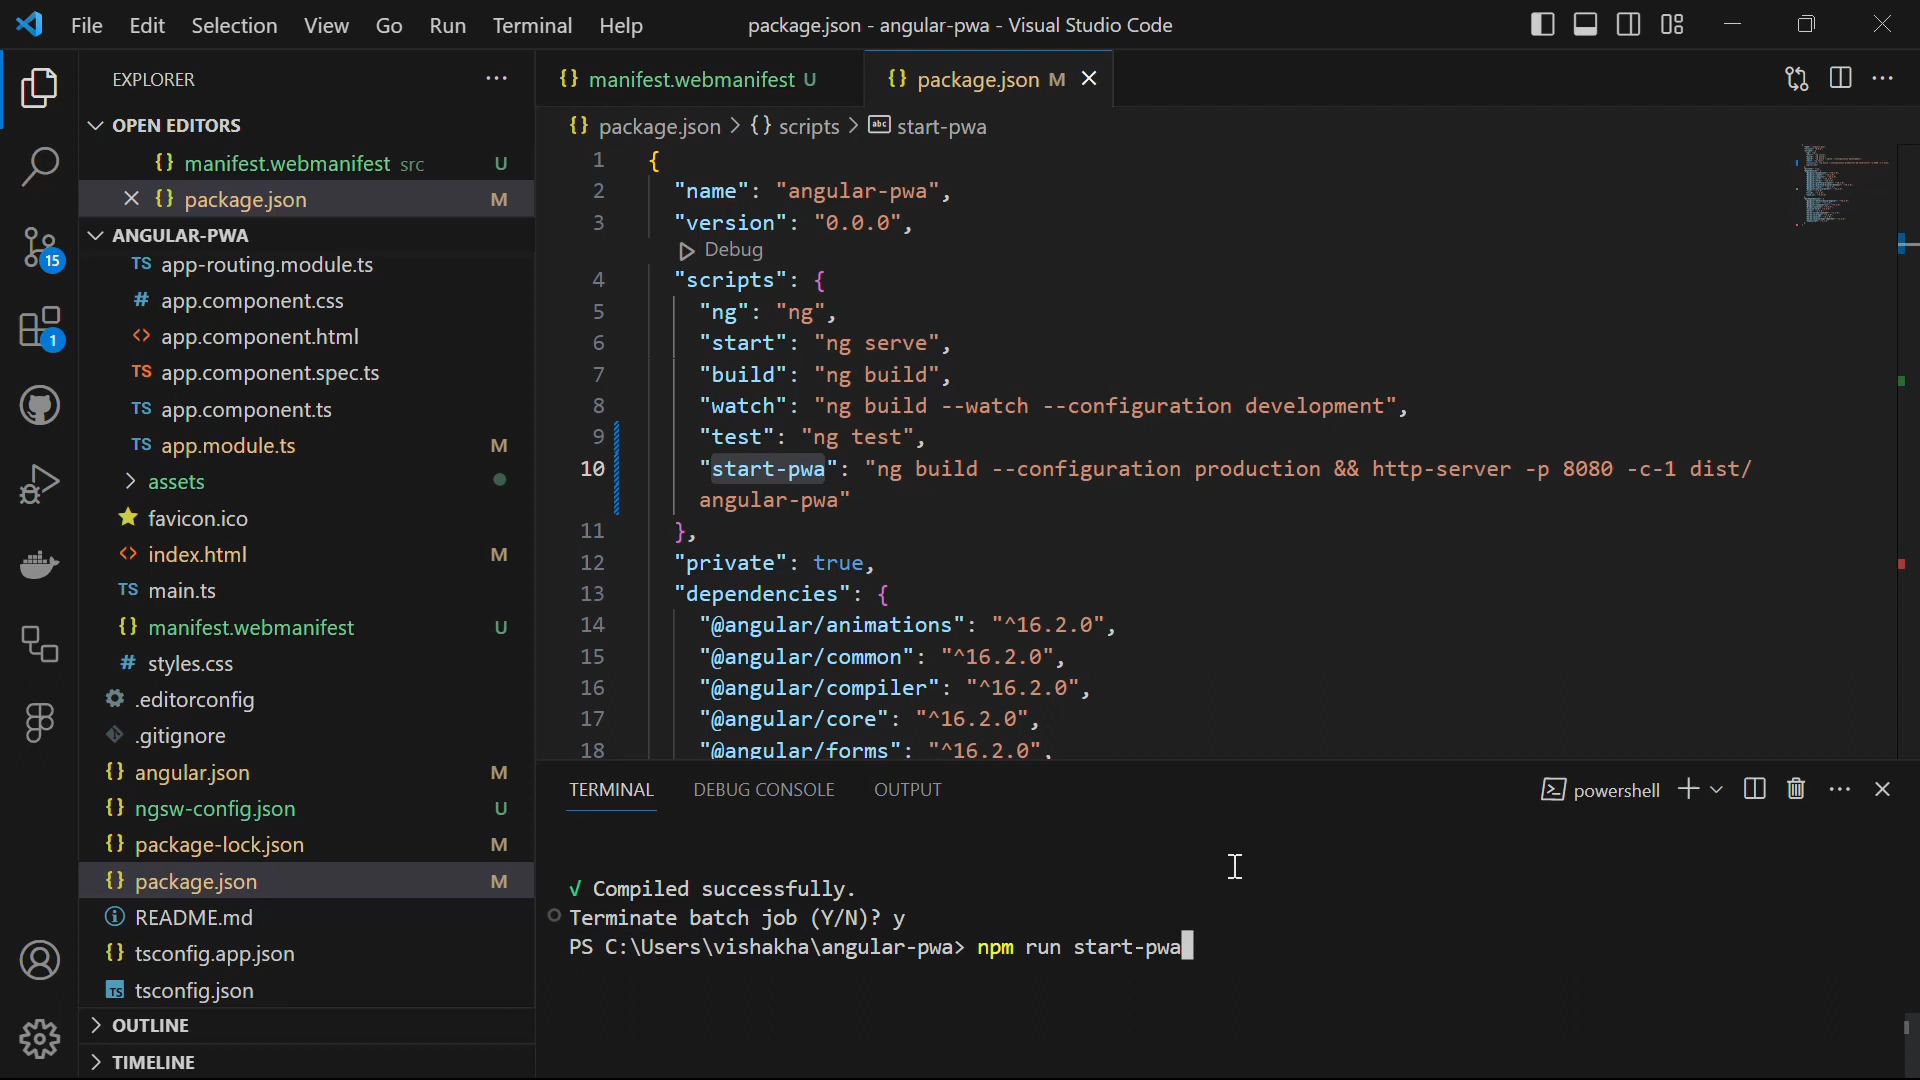 File Edit Selection View Go Run Terminal Help package.json - angular-pwa - Visual Studio Code
EXPLORER
OPEN EDITORS
{} manifest.webmanifest src U
{} package.json M
ANGULAR-PWA
TS app-routing.module.ts
# app.component.css
<> app.component.html
TS app.component.spec.ts
TS app.component.ts
TS app.module.ts M
assets
favicon.ico
<> index.html M
TS main.ts
{} manifest.webmanifest U
# styles.css
.editorconfig
.gitignore
{} angular.json M
{} ngsw-config.json U
{} package-lock.json M
{} package.json M
README.md
{} tsconfig.app.json
TS tsconfig.json
OUTLINE
TIMELINE
15
1
{} manifest.webmanifest U {} package.json M
{} package.json > {} scripts > abc start-pwa
1 {
2 "name": "angular-pwa",
3 "version": "0.0.0",
Debug
4 "scripts": {
5 "ng": "ng",
6 "start": "ng serve",
7 "build": "ng build",
8 "watch": "ng build --watch --configuration development",
9 "test": "ng test",
10 "start-pwa": "ng build --configuration production && http-server -p 8080 -c-1 dist/
angular-pwa"
11 },
12 "private": true,
13 "dependencies": {
14 "@angular/animations": "^16.2.0",
15 "@angular/common": "^16.2.0",
16 "@angular/compiler": "^16.2.0",
17 "@angular/core": "^16.2.0",
18 "@angular/forms": "^16.2.0",
TERMINAL DEBUG CONSOLE OUTPUT powershell
√ Compiled successfully.
Terminate batch job (Y/N)? y
PS C:\Users\vishakha\angular-pwa> npm run start-pwa